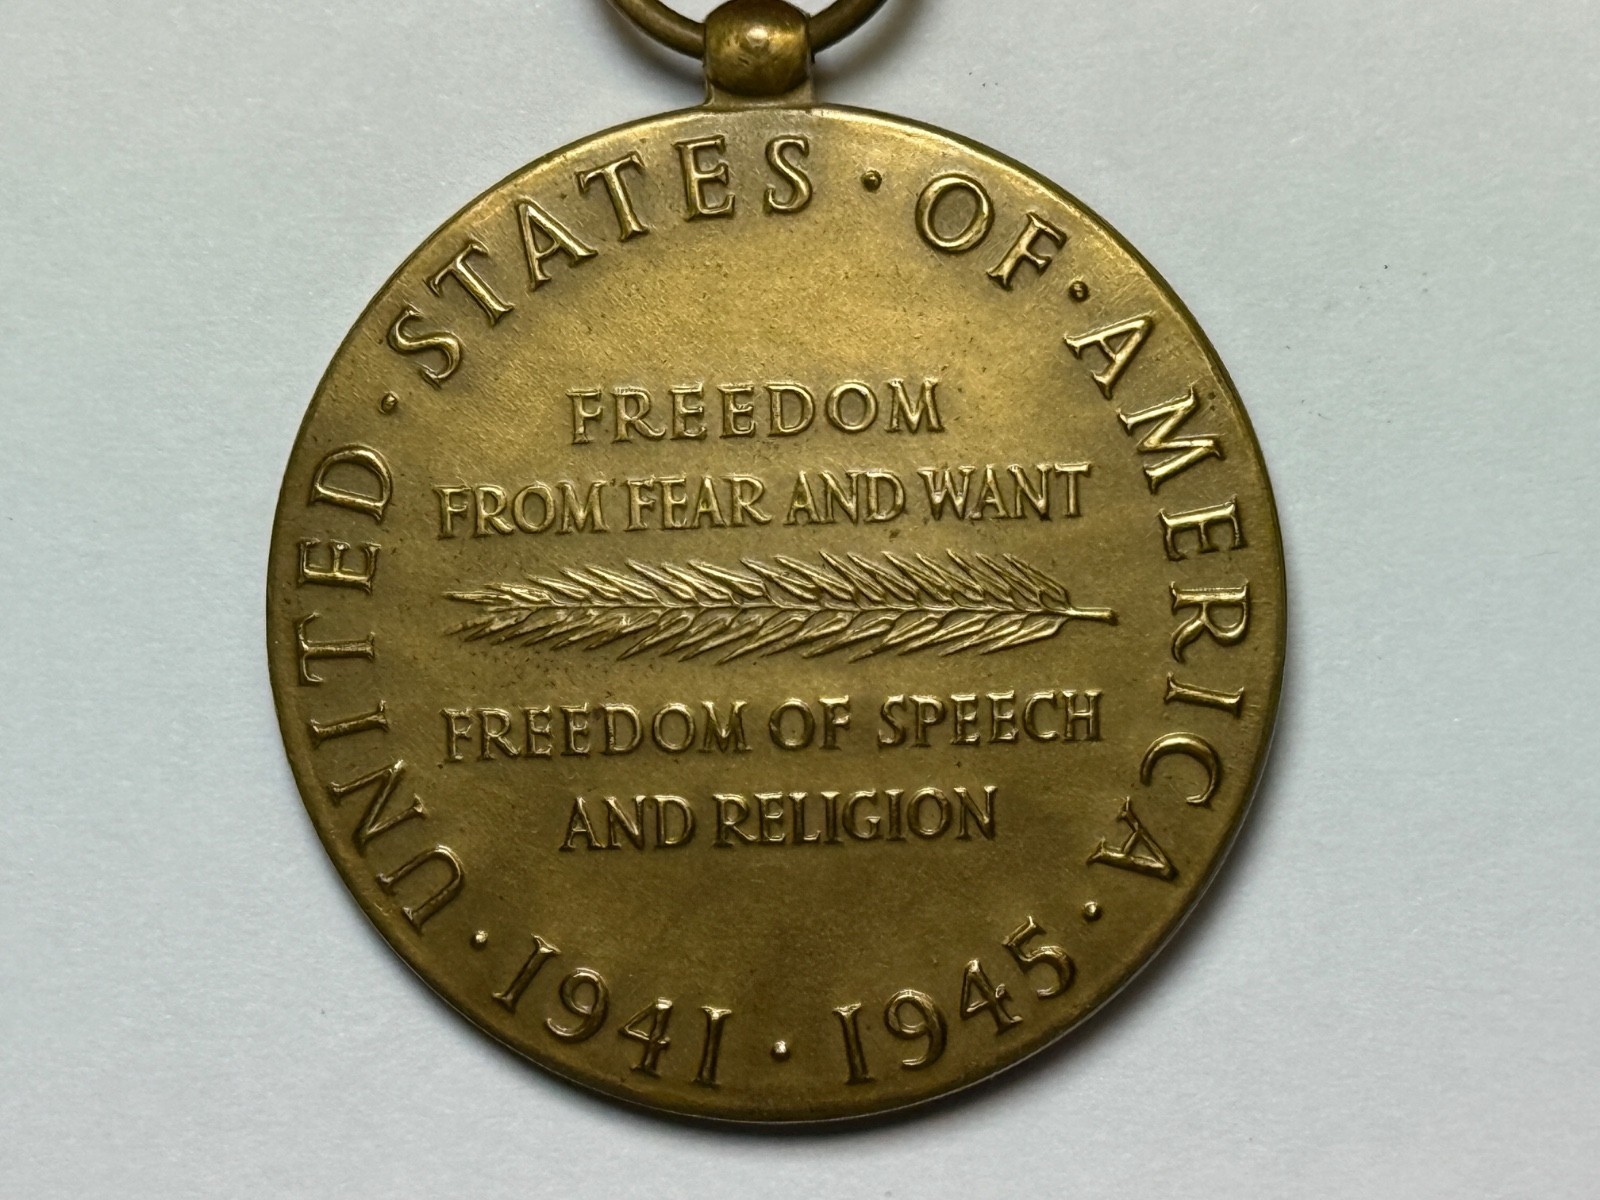 UNITED · STATES · OF · AMERICA · 1941 · 1945 ·
FREEDOM
FROM FEAR AND WANT
FREEDOM OF SPEECH
AND RELIGION